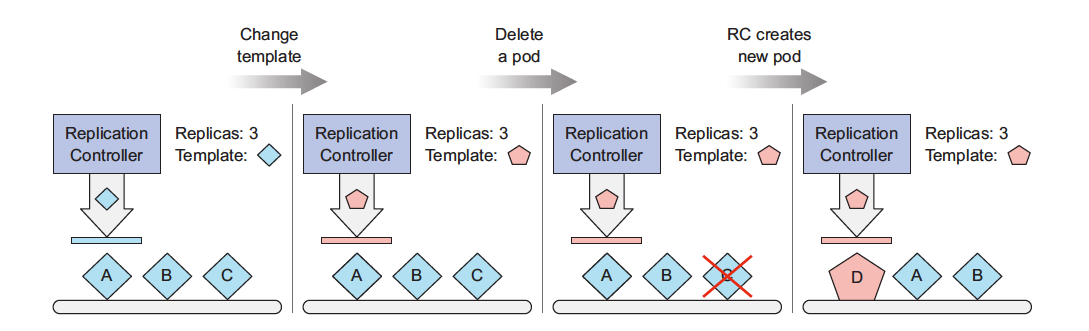 Change
template
Delete
a pod
RC creates
new pod
Replication
Controller
Replicas: 3
Template:
Replication
Controller
Replicas: 3
Template:
Replication
Controller
Replicas: 3
Template:
Replication
Controller
Replicas: 3
Template:
A B C
A B C
A B C
D A B